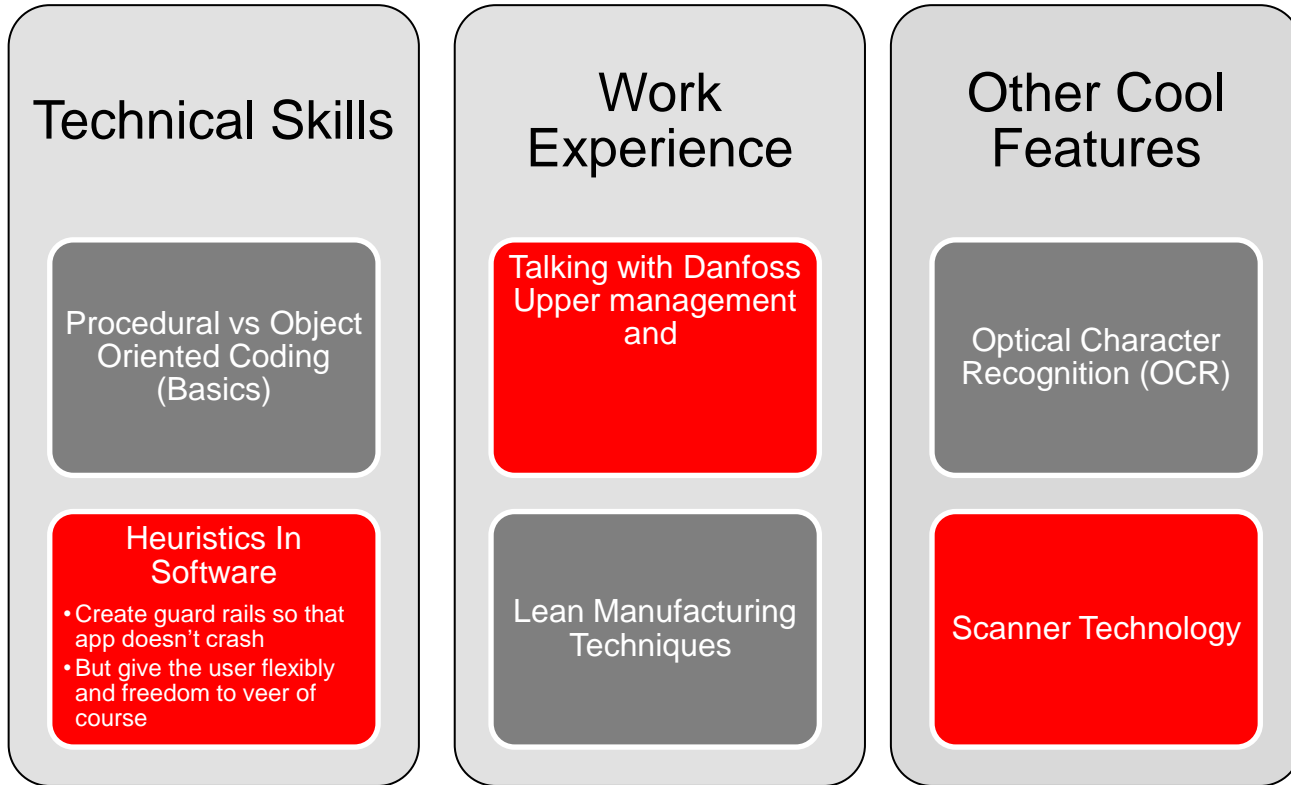 Technical Skills
Procedural vs Object
Oriented Coding
(Basics)
Heuristics In
Software
• Create guard rails so that
app doesn't crash
• But give the user flexibly
and freedom to veer of
course
Work
Experience
Talking with Danfoss
Upper management
and
Lean Manufacturing
Techniques
Other Cool
Features
Optical Character
Recognition (OCR)
Scanner Technology